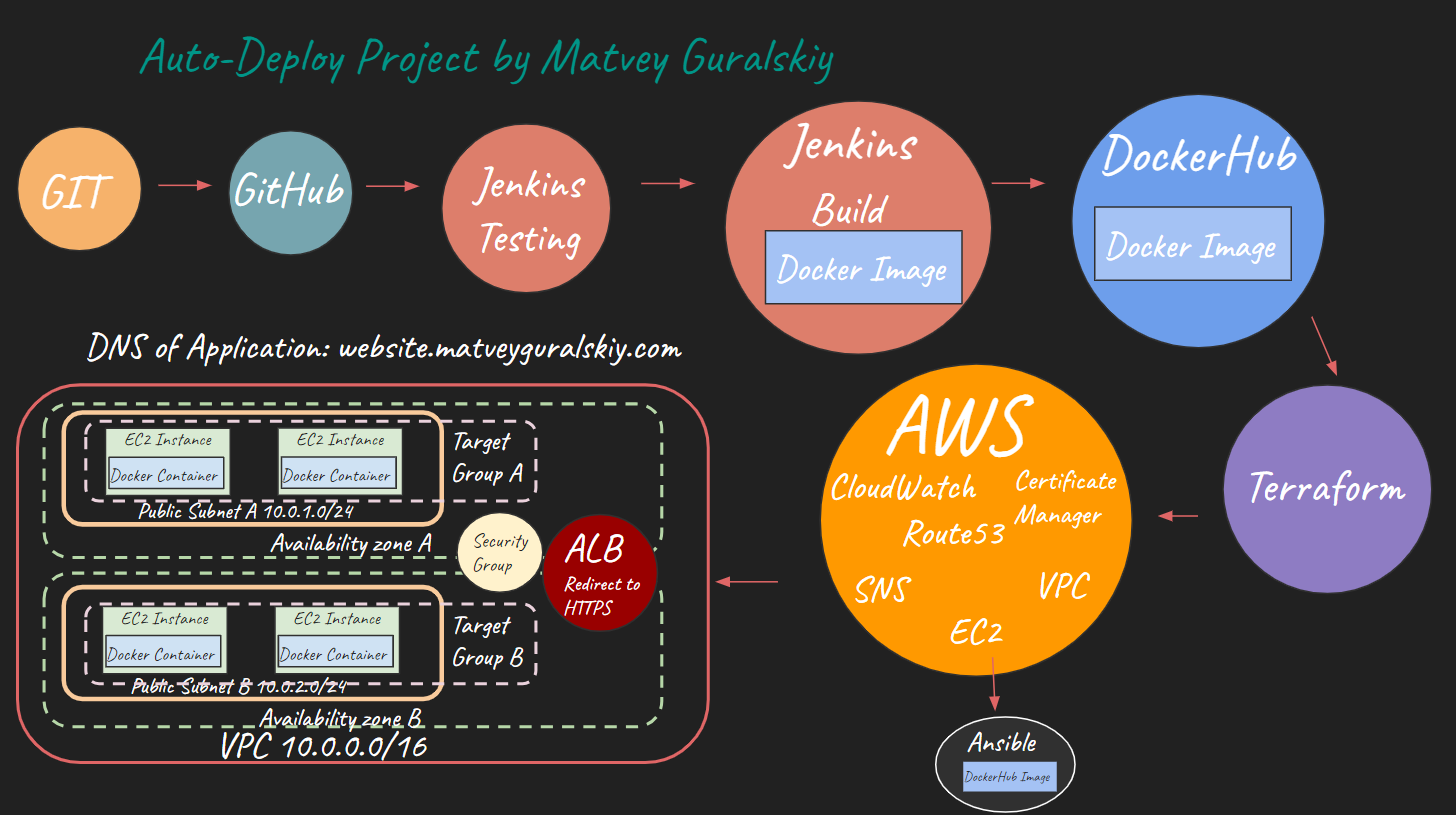 Auto-Deploy Project by Matvey Guralskiy
GIT
GitHub
Jenkins
Testing
Jenkins
Build
Docker Image
DockerHub
Docker Image
DNS of Application: website.matveyguralskiy.com
EC2 Instance
Docker Container
EC2 Instance
Docker Container
Target
Group A
Public Subnet A 10.0.1.0/24
Availability zone A
Security
Group
ALB
Redirect to
HTTPS
EC2 Instance
Docker Container
EC2 Instance
Docker Container
Target
Group B
Public Subnet B 10.0.2.0/24
Availability zone B
VPC 10.0.0.0/16
AWS
CloudWatch
Certificate
Manager
Route53
SNS
VPC
EC2
Terraform
Ansible
DockerHub Image